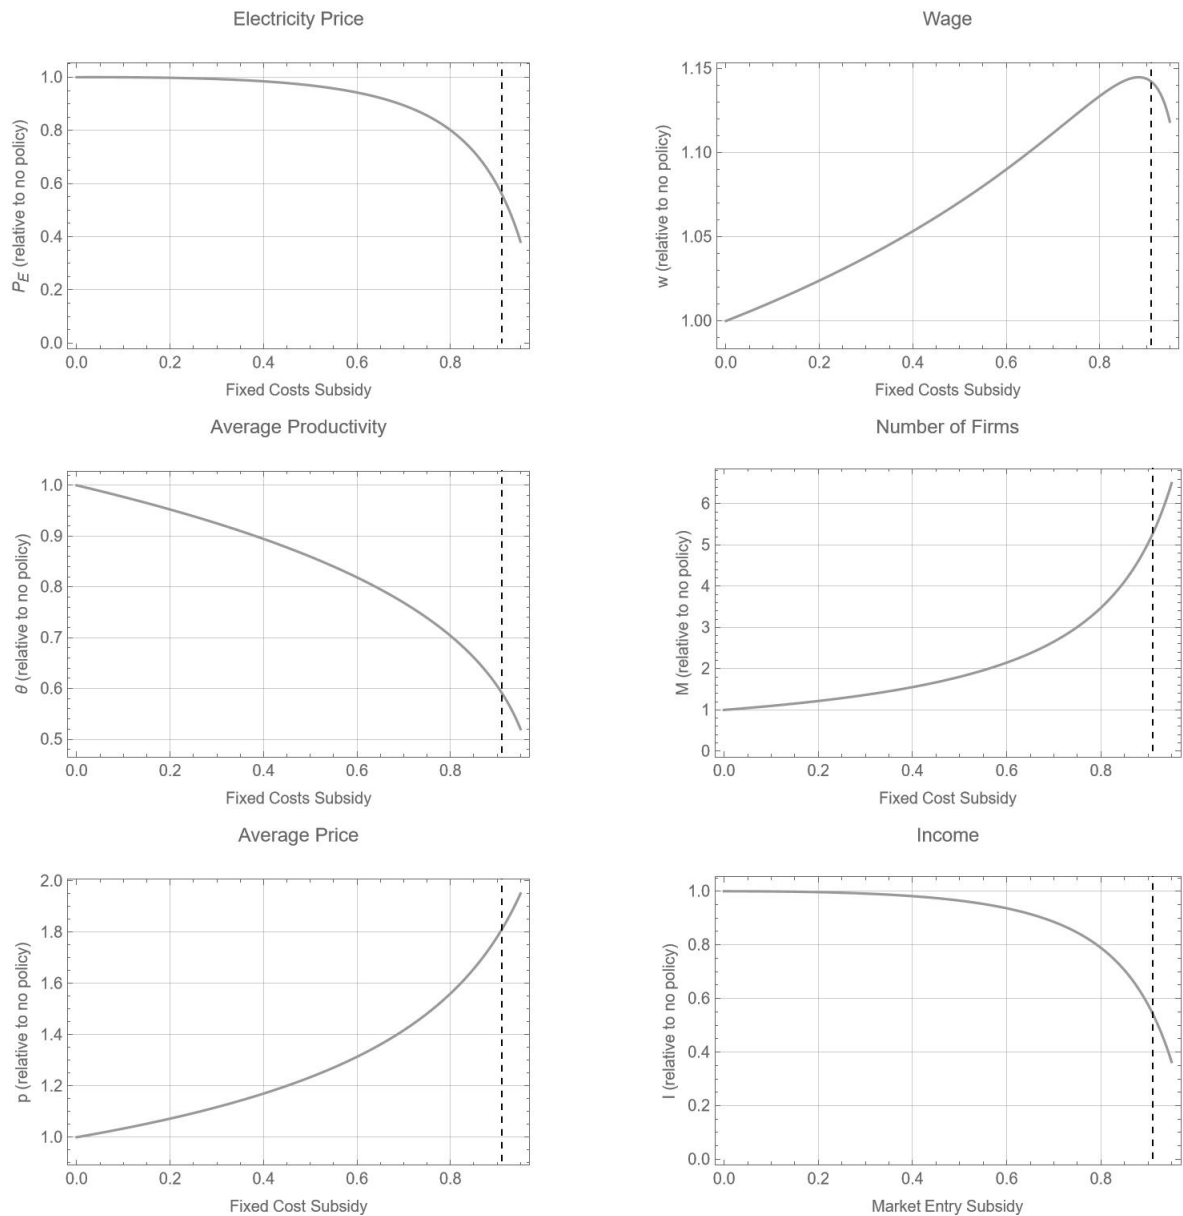 Electricity Price
P_E (relative to no policy)
1.0
0.8
0.6
0.4
0.2
0.0
0.0 0.2 0.4 0.6 0.8
Fixed Costs Subsidy
Wage
w (relative to no policy)
1.15
1.10
1.05
1.00
0.0 0.2 0.4 0.6 0.8
Fixed Costs Subsidy
Average Productivity
θ (relative to no policy)
1.0
0.9
0.8
0.7
0.6
0.5
0.0 0.2 0.4 0.6 0.8
Fixed Costs Subsidy
Number of Firms
M (relative to no policy)
6
5
4
3
2
1
0
0.0 0.2 0.4 0.6 0.8
Fixed Cost Subsidy
Average Price
p (relative to no policy)
2.0
1.8
1.6
1.4
1.2
1.0
0.0 0.2 0.4 0.6 0.8
Fixed Cost Subsidy
Income
I (relative to no policy)
1.0
0.8
0.6
0.4
0.2
0.0
0.0 0.2 0.4 0.6 0.8
Market Entry Subsidy